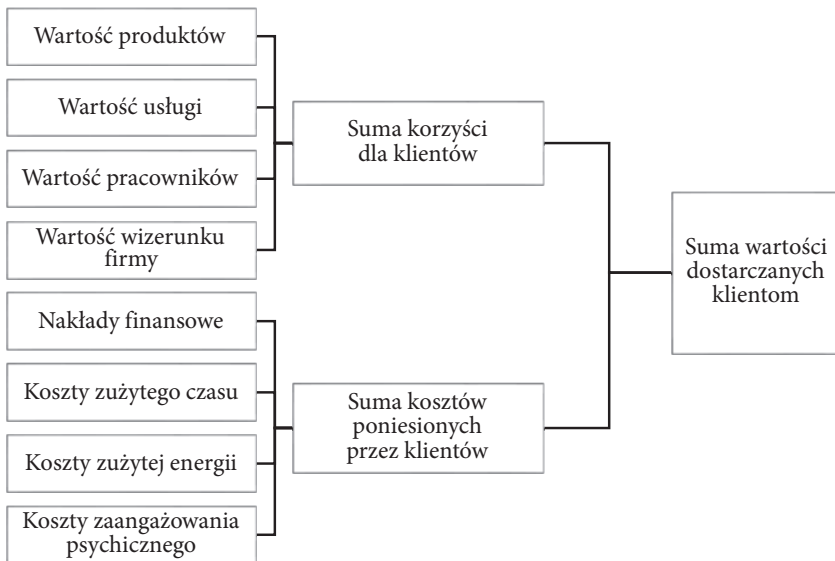 Wartość produktów
Wartość usługi
Wartość pracowników
Wartość wizerunku
firmy
Nakłady finansowe
Koszty zużytego czasu
Koszty zużytej energii
Koszty zaangażowania
psychicznego
Suma korzyści
dla klientów
Suma kosztów
poniesionych
przez klientów
Suma wartości
dostarczanych
klientom